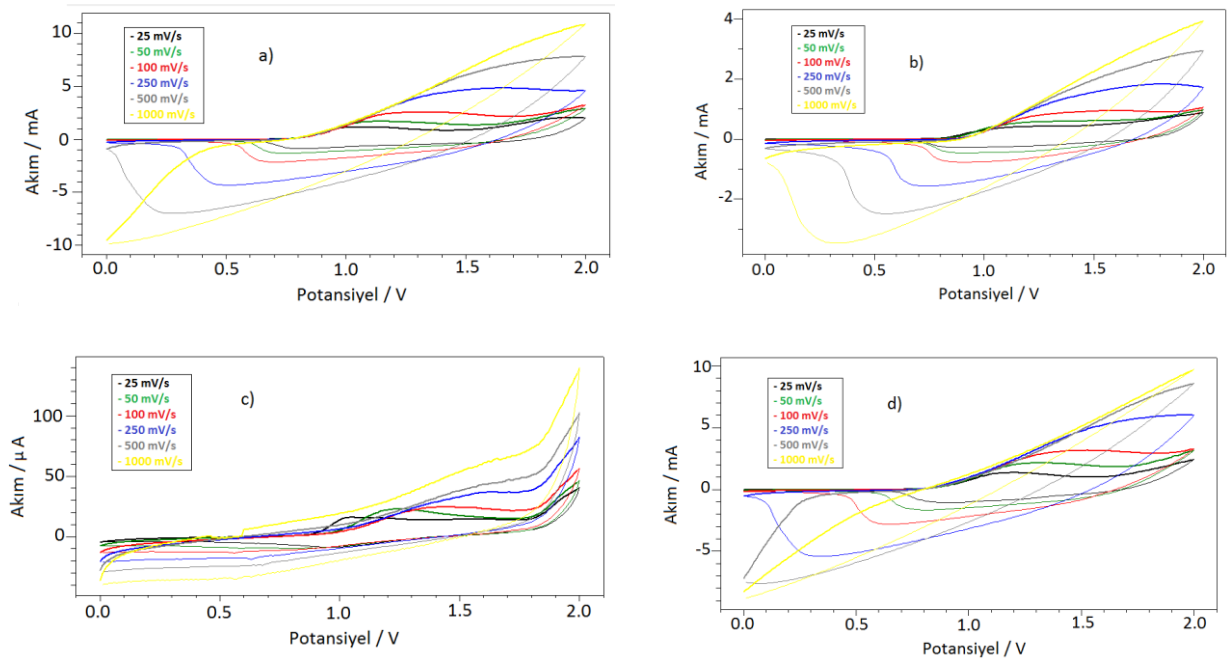 a)
- 25 mV/s
- 50 mV/s
- 100 mV/s
- 250 mV/s
- 500 mV/s
- 1000 mV/s
10
5
0
-5
-10
Akım / mA
0.0 0.5 1.0 1.5 2.0
Potansiyel / V
b)
- 25 mV/s
- 50 mV/s
- 100 mV/s
- 250 mV/s
- 500 mV/s
- 1000 mV/s
4
2
0
-2
Akım / mA
0.0 0.5 1.0 1.5 2.0
Potansiyel / V
c)
- 25 mV/s
- 50 mV/s
- 100 mV/s
- 250 mV/s
- 500 mV/s
- 1000 mV/s
100
50
0
Akım / µA
0.0 0.5 1.0 1.5 2.0
Potansiyel / V
d)
- 25 mV/s
- 50 mV/s
- 100 mV/s
- 250 mV/s
- 500 mV/s
- 1000 mV/s
10
5
0
-5
Akım / mA
0.0 0.5 1.0 1.5 2.0
Potansiyel / V